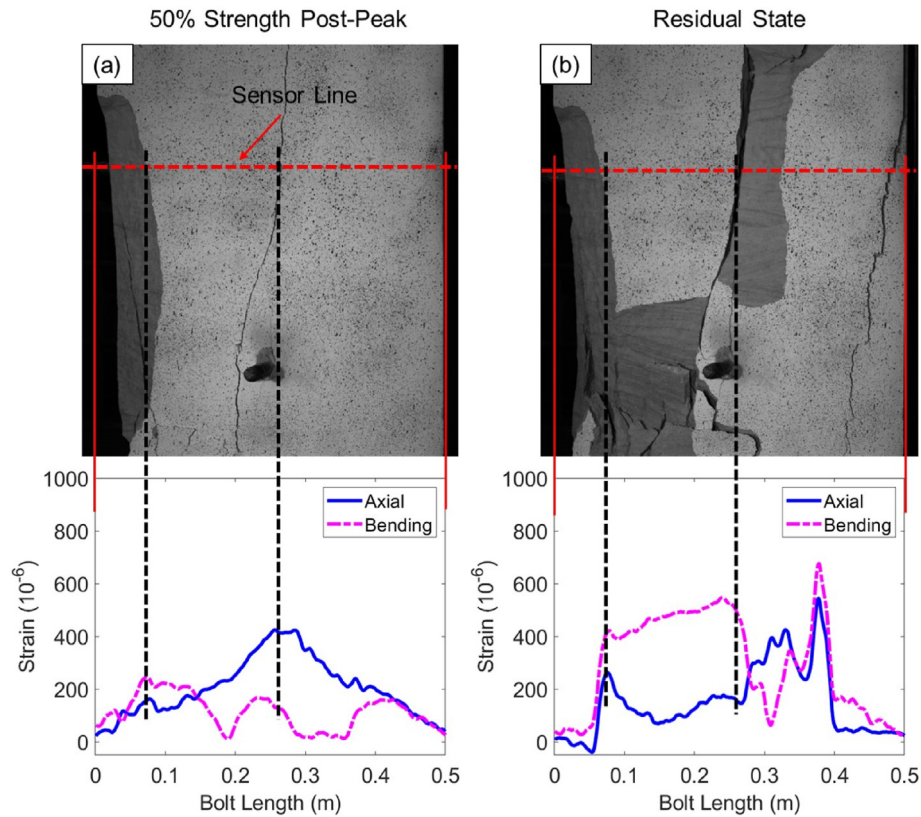 50% Strength Post-Peak
Residual State
(a)
Sensor Line
(b)
1000
800
600
400
200
0
Strain (10⁻⁶)
Axial
Bending
0
0.1
0.2
0.3
0.4
0.5
Bolt Length (m)
1000
800
600
400
200
0
Strain (10⁻⁶)
Axial
Bending
0
0.1
0.2
0.3
0.4
0.5
Bolt Length (m)